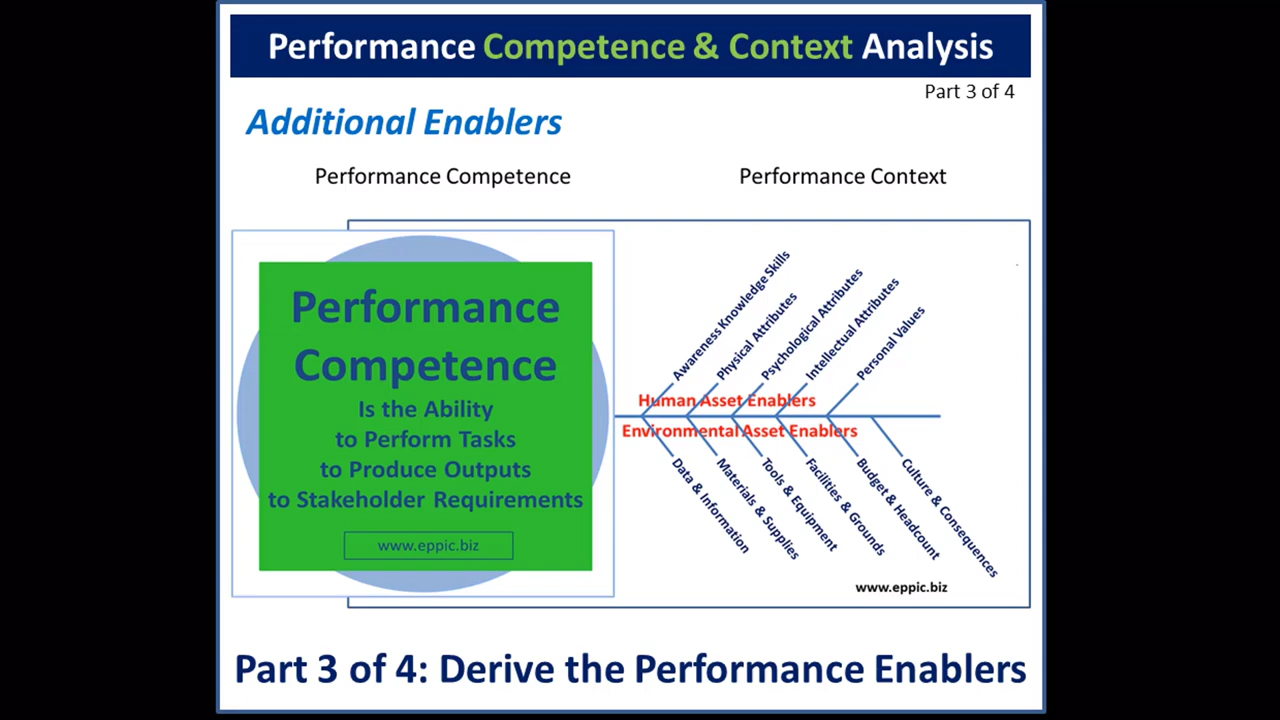 Performance Competence & Context Analysis
Part 3 of 4
Additional Enablers
Performance Competence
Performance Context
Performance
Competence
Is the Ability
to Perform Tasks
to Produce Outputs
to Stakeholder Requirements
www.eppic.biz
Awareness Knowledge Skills
Physical Attributes
Psychological Attributes
Intellectual Attributes
Personal Values
Human Asset Enablers
Environmental Asset Enablers
Data & Information
Materials & Supplies
Tools & Equipment
Facilities & Grounds
Budget & Headcount
Culture & Consequences
www.eppic.biz
Part 3 of 4: Derive the Performance Enablers